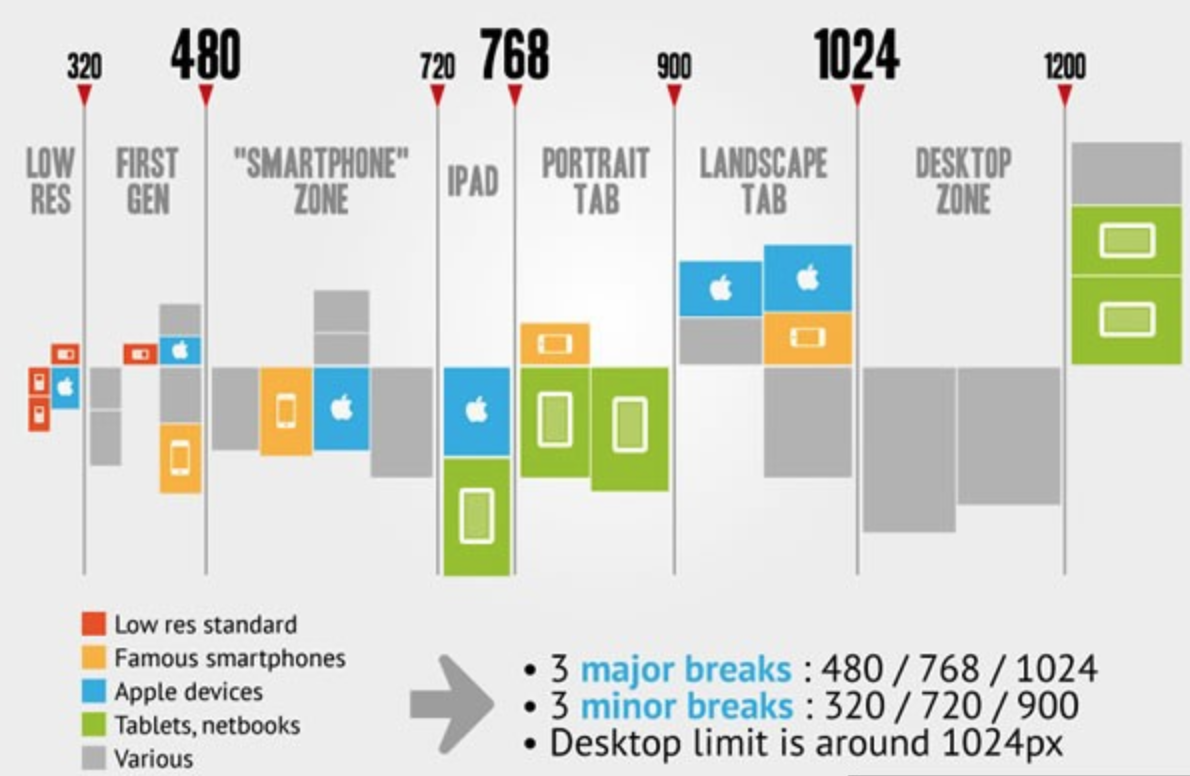 320
480
720
768
900
1024
1200
LOW
RES
FIRST
GEN
"SMARTPHONE"
ZONE
IPAD
PORTRAIT
TAB
LANDSCAPE
TAB
DESKTOP
ZONE
Low res standard
Famous smartphones
Apple devices
Tablets, netbooks
Various
• 3 major breaks : 480 / 768 / 1024
• 3 minor breaks : 320 / 720 / 900
• Desktop limit is around 1024px